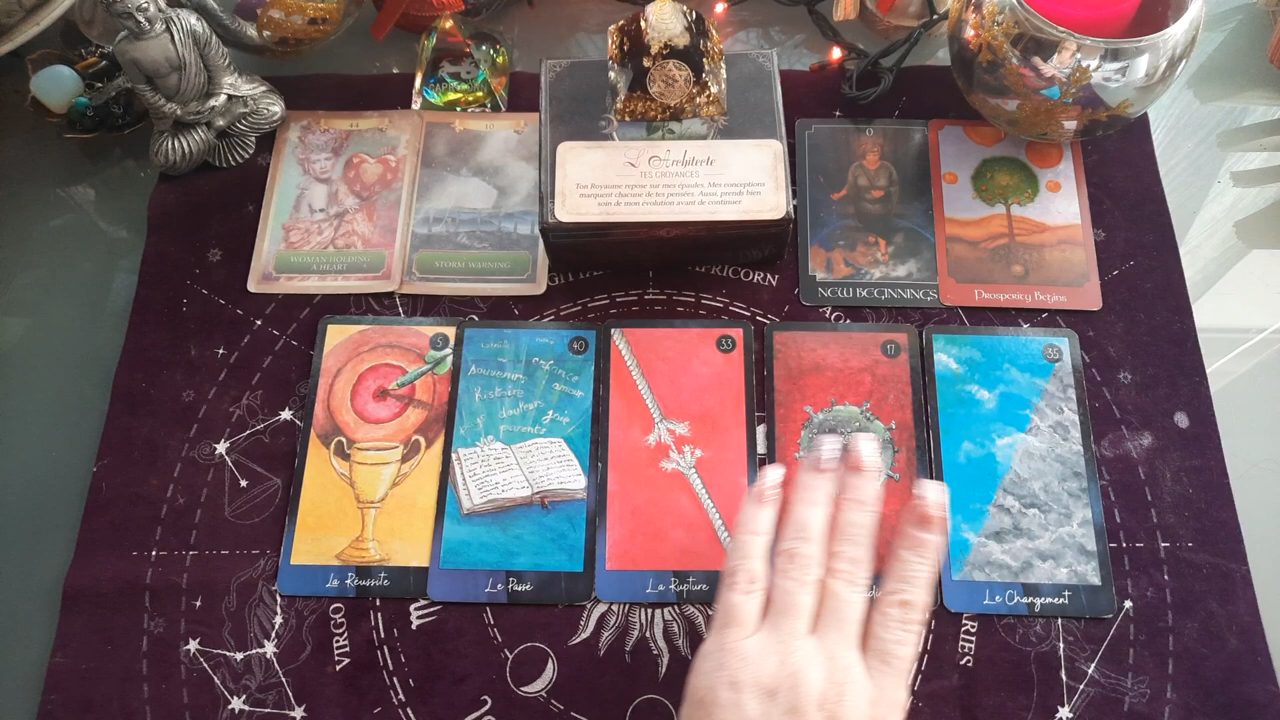 CAPRICORN
44
WOMAN HOLDING
A HEART
10
STORM WARNING
L'Architecte
TES CROYANCES
Ton Royaume repose sur mes épaules. Mes conceptions
marquent chacune de tes pensées. Aussi, prends bien
soin de mon évolution avant de continuer.
0
NEW BEGINNINGS
Prosperity Begins
CAPRICORN
5
La Réussite
40
enfance
souvenirs
amour
histoire
douleurs
joie
parents
Le Passé
33
La Rupture
17
35
Le Changement
VIRGO